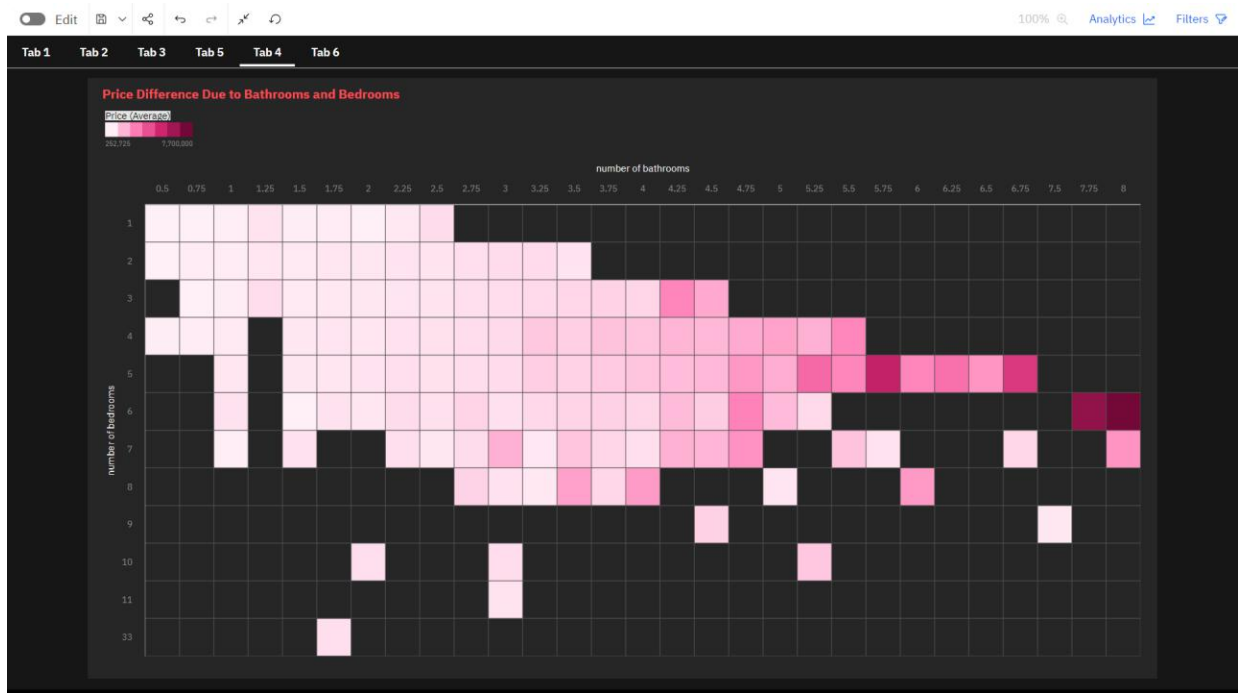 Edit
100%
Analytics
Filters
Tab 1 Tab 2 Tab 3 Tab 5 Tab 4 Tab 6
Price Difference Due to Bathrooms and Bedrooms
Price (Average)
252,725 7,700,000
number of bathrooms
0.5 0.75 1 1.25 1.5 1.75 2 2.25 2.5 2.75 3 3.25 3.5 3.75 4 4.25 4.5 4.75 5 5.25 5.5 5.75 6 6.25 6.5 6.75 7.5 7.75 8
number of bedrooms
1
2
3
4
5
6
7
8
9
10
11
33